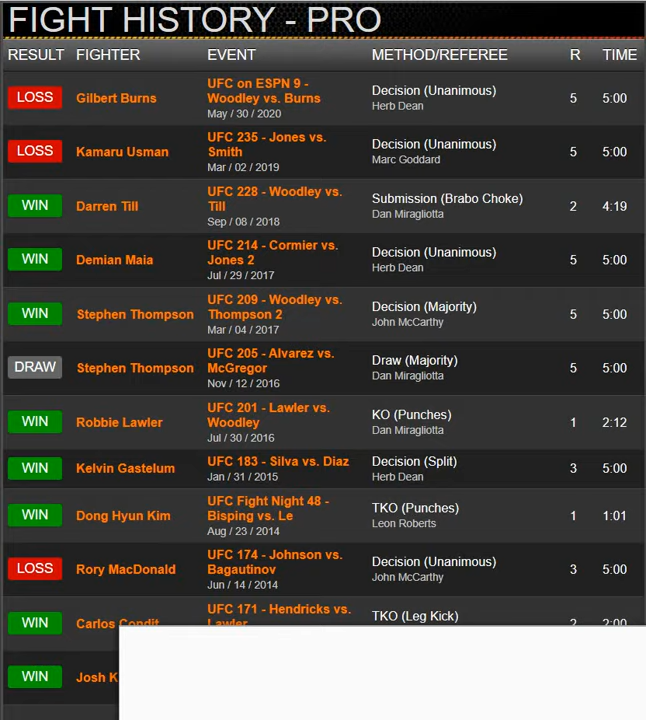 FIGHT HISTORY - PRO
RESULT FIGHTER EVENT METHOD/REFEREE R TIME
LOSS Gilbert Burns UFC on ESPN 9 - Decision (Unanimous) 5 5:00
Woodley vs. Burns Herb Dean
May / 30 / 2020
LOSS Kamaru Usman UFC 235 - Jones vs. Decision (Unanimous) 5 5:00
Smith Marc Goddard
Mar / 02 / 2019
WIN Darren Till UFC 228 - Woodley vs. Submission (Brabo Choke) 2 4:19
Till Dan Miragliotta
Sep / 08 / 2018
WIN Demian Maia UFC 214 - Cormier vs. Decision (Unanimous) 5 5:00
Jones 2 Herb Dean
Jul / 29 / 2017
WIN Stephen Thompson UFC 209 - Woodley vs. Decision (Majority) 5 5:00
Thompson 2 John McCarthy
Mar / 04 / 2017
DRAW Stephen Thompson UFC 205 - Alvarez vs. Draw (Majority) 5 5:00
McGregor Dan Miragliotta
Nov / 12 / 2016
WIN Robbie Lawler UFC 201 - Lawler vs. KO (Punches) 1 2:12
Woodley Dan Miragliotta
Jul / 30 / 2016
WIN Kelvin Gastelum UFC 183 - Silva vs. Diaz Decision (Split) 3 5:00
Jan / 31 / 2015 Herb Dean
WIN Dong Hyun Kim UFC Fight Night 48 - TKO (Punches) 1 1:01
Bisping vs. Le Leon Roberts
Aug / 23 / 2014
LOSS Rory MacDonald UFC 174 - Johnson vs. Decision (Unanimous) 3 5:00
Bagautinov John McCarthy
Jun / 14 / 2014
WIN Carlos Condit UFC 171 - Hendricks vs. TKO (Leg Kick) 2 2:00
Lawler
WIN Josh K